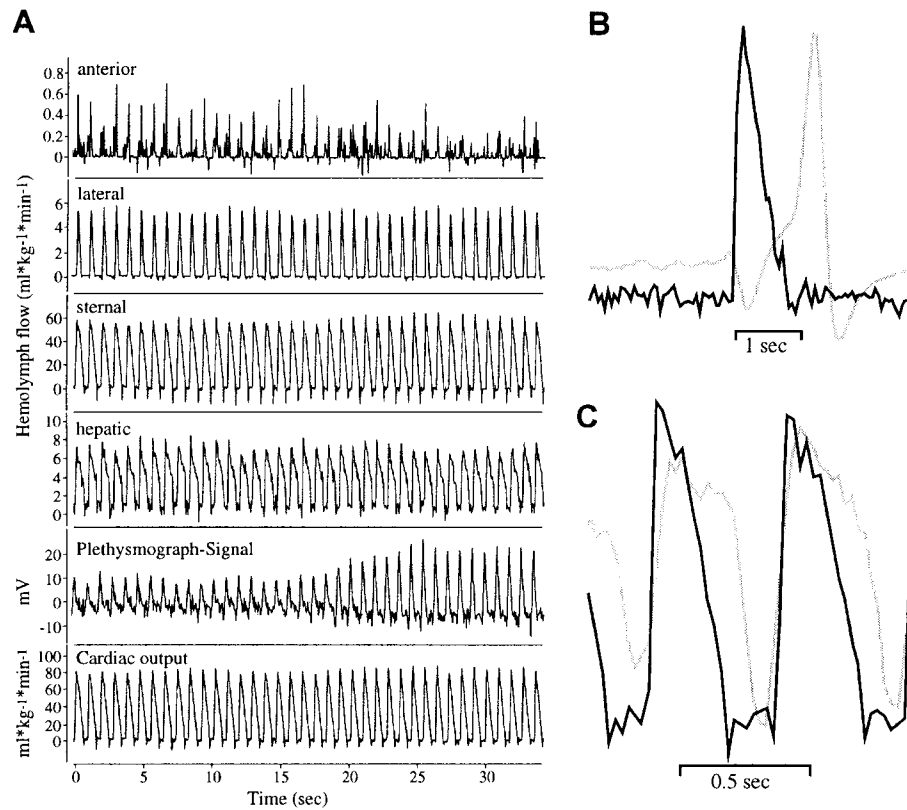 A
anterior
0.8
0.6
0.4
0.2
0
lateral
6
4
2
0
sternal
60
40
20
0
hepatic
10
8
6
4
2
0
Hemolymph flow (ml*kg-1*min-1)
Plethysmograph-Signal
20
10
0
-10
mV
Cardiac output
100
80
60
40
20
0
ml*kg-1*min-1
0 5 10 15 20 25 30
Time (sec)
B
1 sec
C
0.5 sec